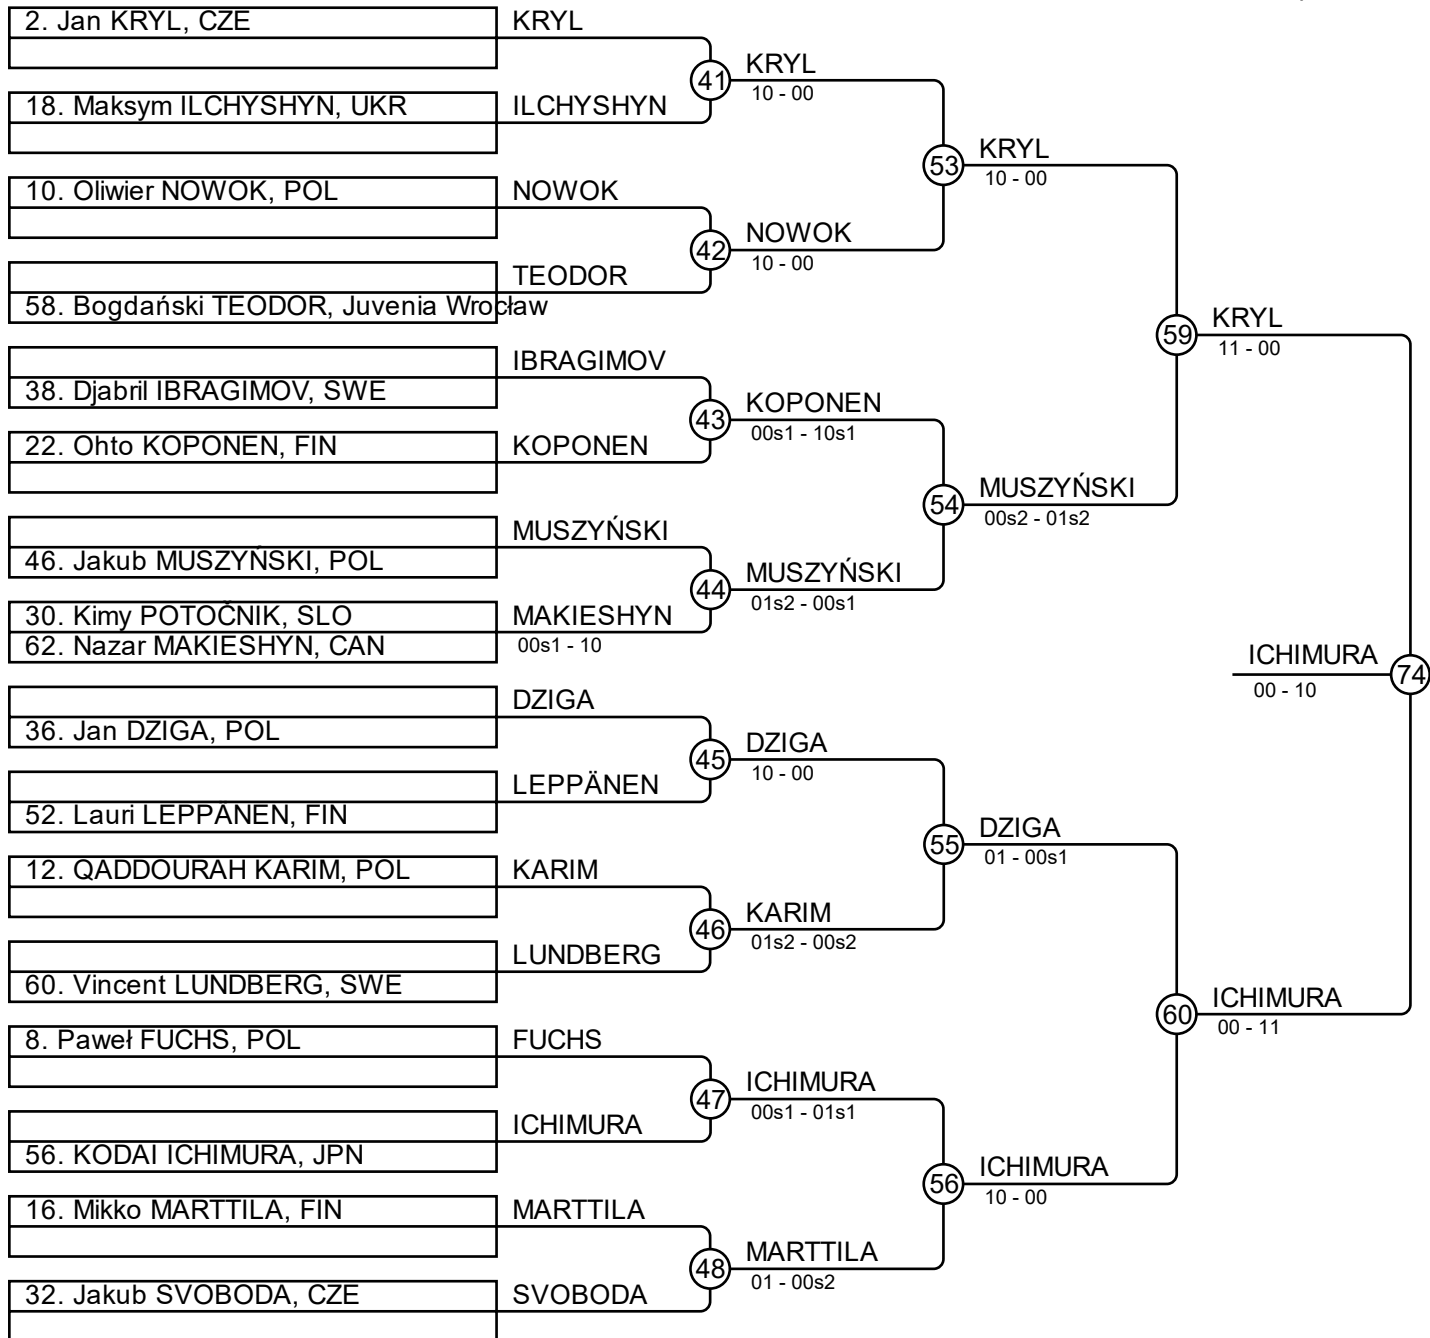 2. Jan KRYL, CZE
KRYL
18. Maksym ILCHYSHYN, UKR
ILCHYSHYN
41
KRYL
10 - 00
10. Oliwier NOWOK, POL
NOWOK
TEODOR
58. Bogdański TEODOR, Juvenia Wrocław
42
NOWOK
10 - 00
53
KRYL
10 - 00
IBRAGIMOV
38. Djabril IBRAGIMOV, SWE
22. Ohto KOPONEN, FIN
KOPONEN
43
KOPONEN
00s1 - 10s1
MUSZYŃSKI
46. Jakub MUSZYŃSKI, POL
30. Kimy POTOČNIK, SLO
MAKIESHYN
62. Nazar MAKIESHYN, CAN
00s1 - 10
44
MUSZYŃSKI
01s2 - 00s1
54
MUSZYŃSKI
00s2 - 01s2
59
KRYL
11 - 00
DZIGA
36. Jan DZIGA, POL
LEPPÄNEN
52. Lauri LEPPÄNEN, FIN
45
DZIGA
10 - 00
12. QADDOURAH KARIM, POL
KARIM
LUNDBERG
60. Vincent LUNDBERG, SWE
46
KARIM
01s2 - 00s2
55
DZIGA
01 - 00s1
8. Paweł FUCHS, POL
FUCHS
ICHIMURA
56. KODAI ICHIMURA, JPN
47
ICHIMURA
00s1 - 01s1
16. Mikko MARTTILA, FIN
MARTTILA
32. Jakub SVOBODA, CZE
SVOBODA
48
MARTTILA
01 - 00s2
56
ICHIMURA
10 - 00
60
ICHIMURA
00 - 11
ICHIMURA
74
00 - 10